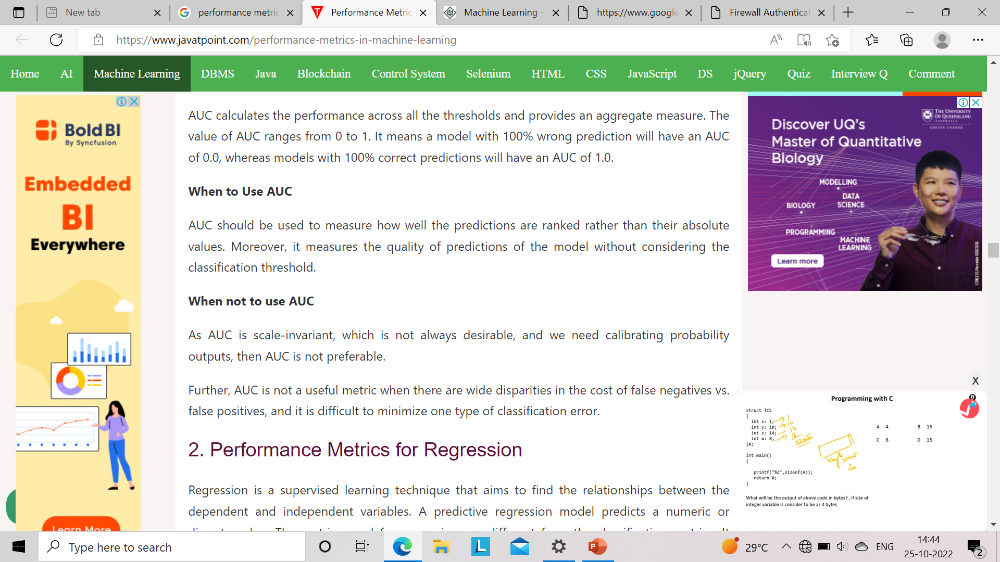 New tab
performance metric
Performance Metric
Machine Learning -
https://www.google
Firewall Authenticat
https://www.javatpoint.com/performance-metrics-in-machine-learning
Home AI Machine Learning DBMS Java Blockchain Control System Selenium HTML CSS JavaScript DS jQuery Quiz Interview Q Comment
Bold BI
By Syncfusion
Embedded
BI
Everywhere
Learn More
AUC calculates the performance across all the thresholds and provides an aggregate measure. The
value of AUC ranges from 0 to 1. It means a model with 100% wrong prediction will have an AUC
of 0.0, whereas models with 100% correct predictions will have an AUC of 1.0.
When to Use AUC
AUC should be used to measure how well the predictions are ranked rather than their absolute
values. Moreover, it measures the quality of predictions of the model without considering the
classification threshold.
When not to use AUC
As AUC is scale-invariant, which is not always desirable, and we need calibrating probability
outputs, then AUC is not preferable.
Further, AUC is not a useful metric when there are wide disparities in the cost of false negatives vs.
false positives, and it is difficult to minimize one type of classification error.
2. Performance Metrics for Regression
Regression is a supervised learning technique that aims to find the relationships between the
dependent and independent variables. A predictive regression model predicts a numeric or
THE UNIVERSITY
OF QUEENSLAND
AUSTRALIA
CREATE CHANGE
Discover UQ's
Master of Quantitative
Biology
MODELLING
DATA
SCIENCE
BIOLOGY
PROGRAMMING
MACHINE
LEARNING
Learn more
CRICOS Provider 00025B
X
Programming with C
struct TCS
{
int x: 1; 1
int y: 10; 10
int z: 14; 14
int w: 8; 8
}A;
33 bits
4 byte 32 bit
A 4 B 16
C 8 D 15
int main()
{
printf("%d",sizeof(A));
return 0;
}
What will be the output of above code in bytes? , if size of
integer variable is consider to be as 4 bytes
Type here to search
29°C
ENG
14:44
25-10-2022
2